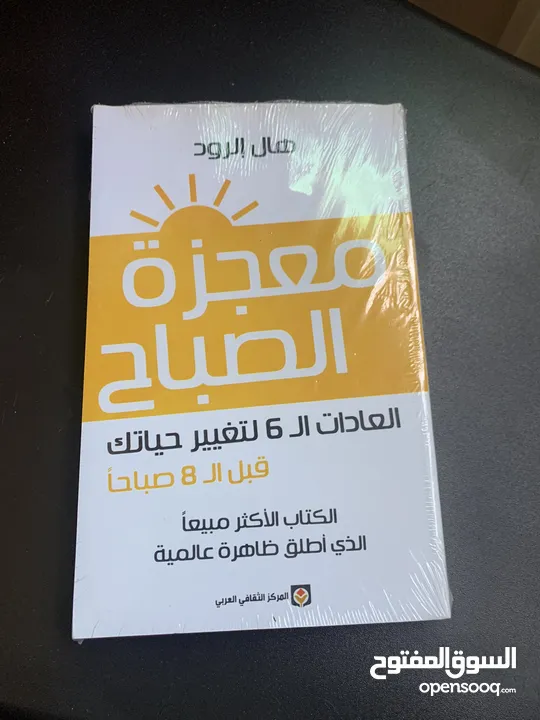 هال إلرود
معجزة
الصباح
العادات الـ 6 لتغيير حياتك
قبل الـ 8 صباحاً
الكتاب الأكثر مبيعاً
الذي أطلق ظاهرة عالمية
المركز الثقافي العربي
السوق المفتوح
opensooq.com